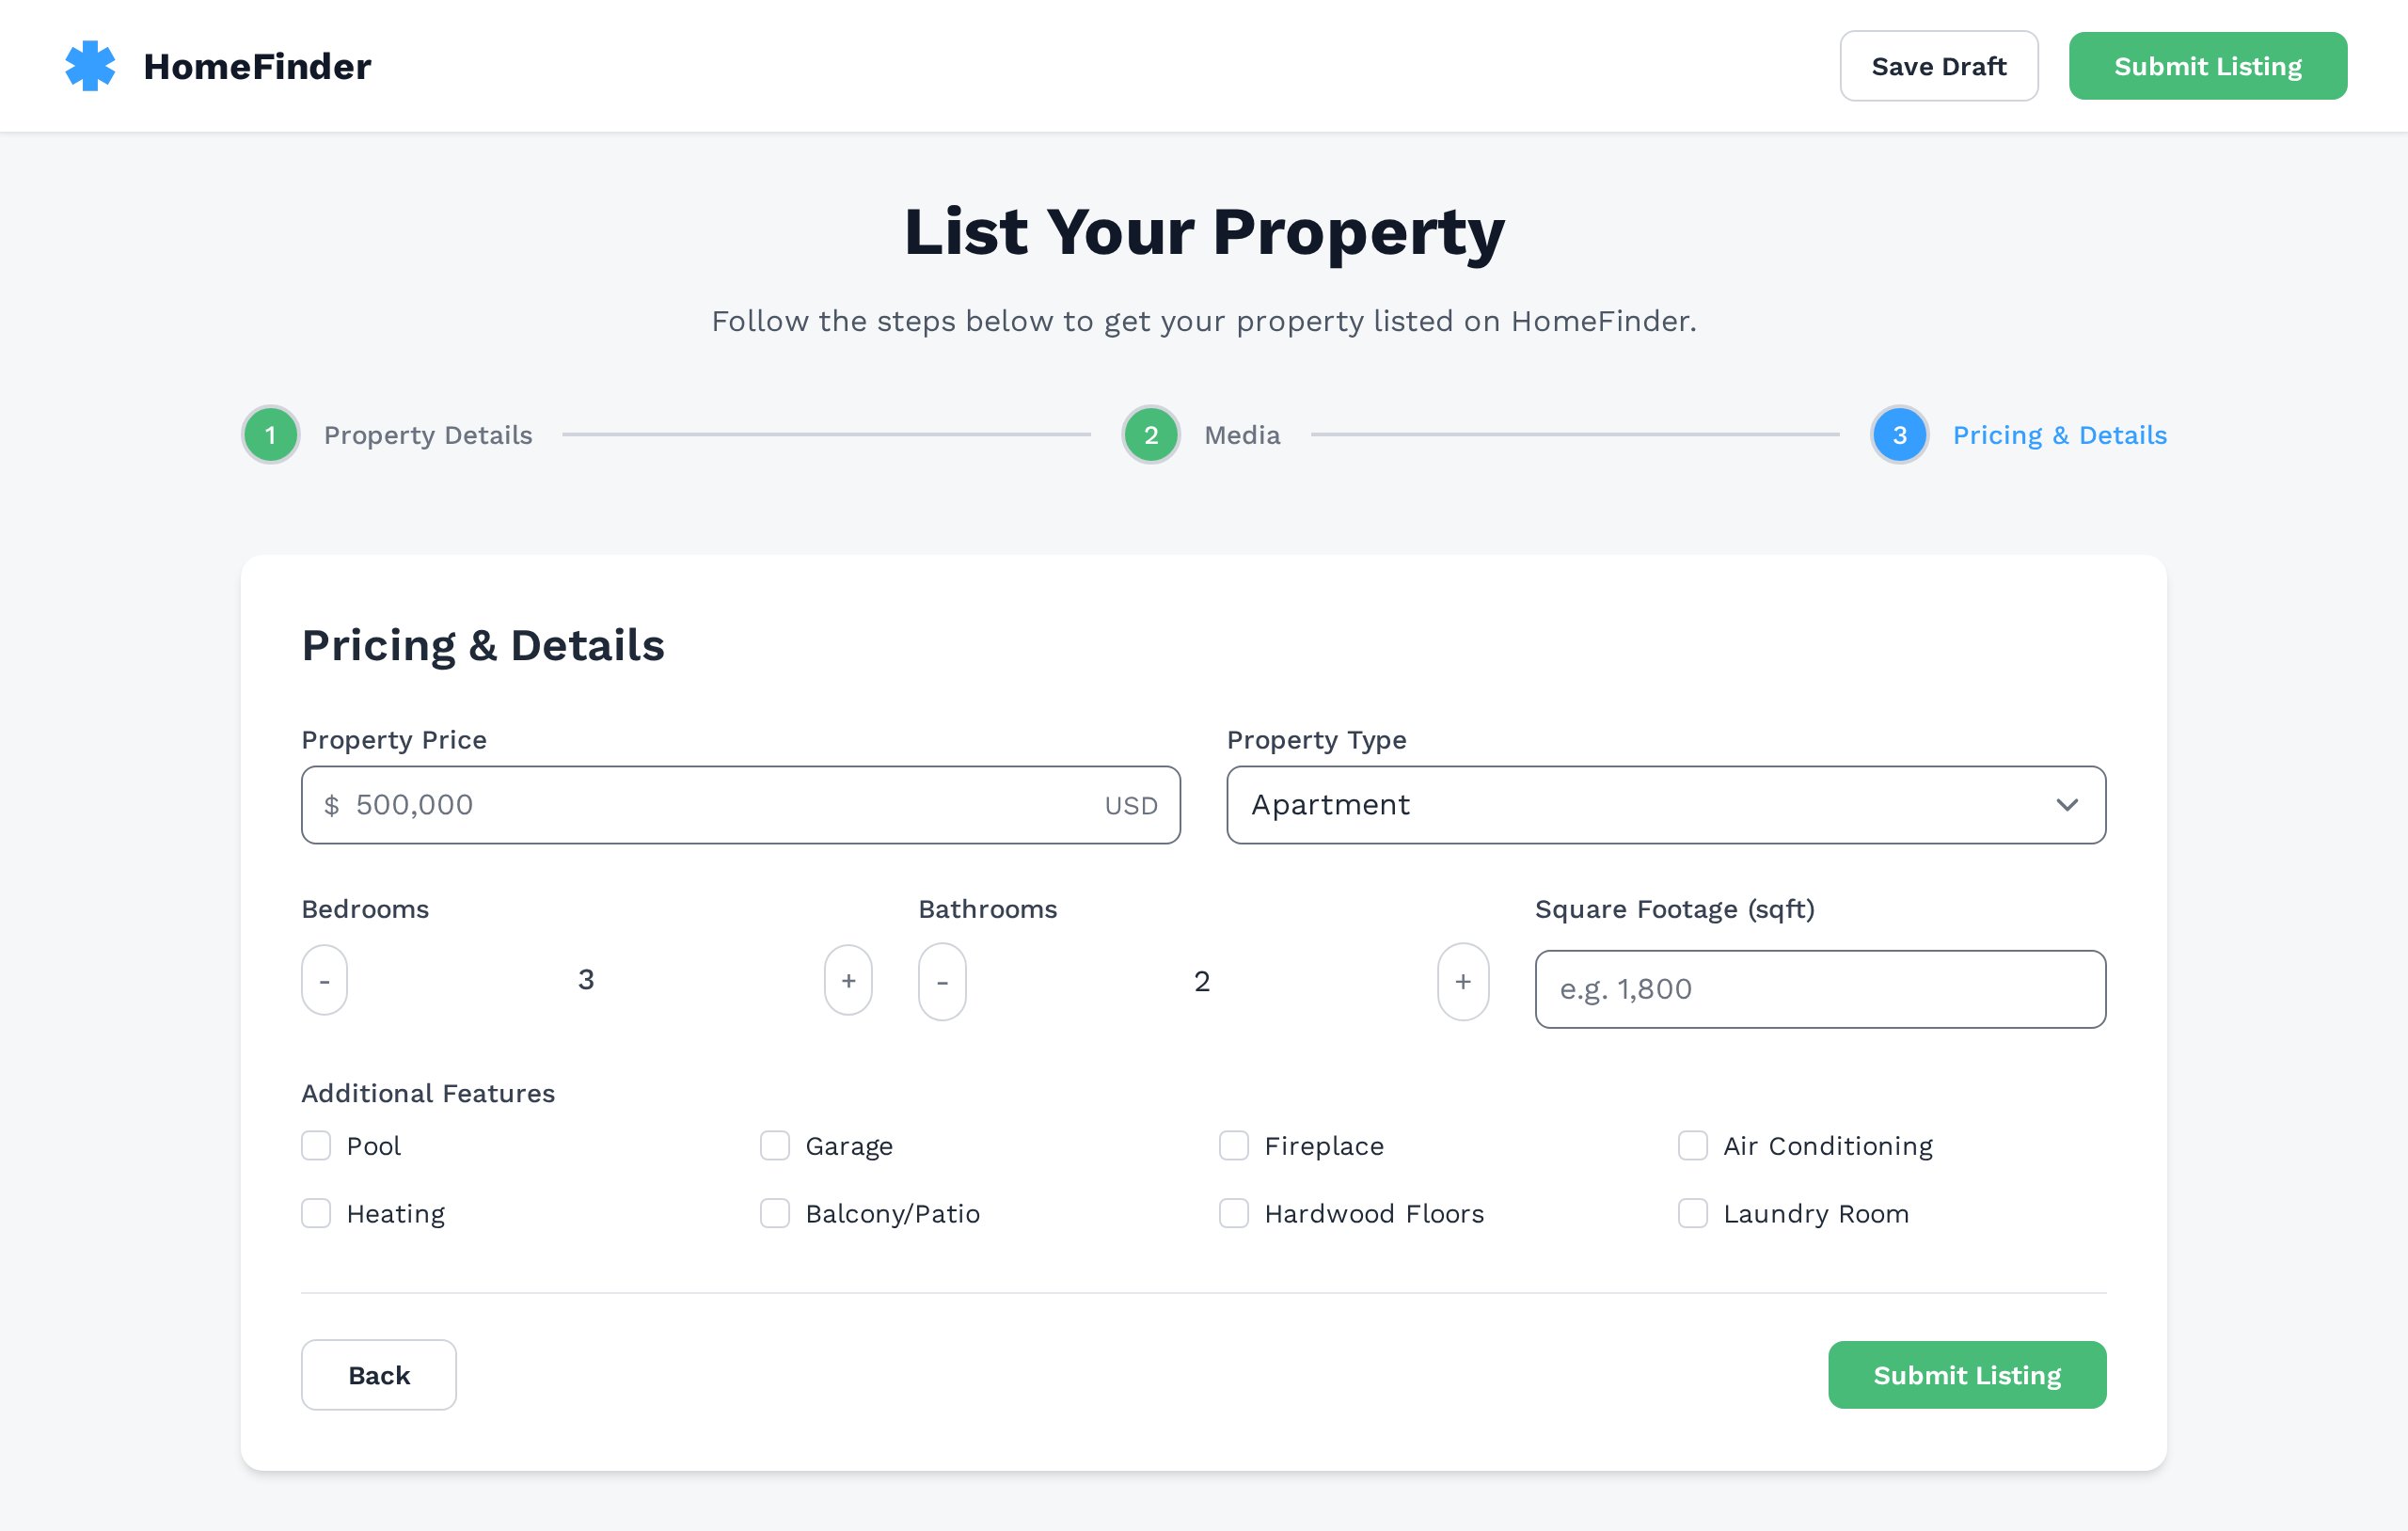 HomeFinder
Save Draft
Submit Listing
List Your Property
Follow the steps below to get your property listed on HomeFinder.
1 Property Details
2 Media
3 Pricing & Details
Pricing & Details
Property Price
$ 500,000 USD
Property Type
Apartment
Bedrooms
- 3 +
Bathrooms
- 2 +
Square Footage (sqft)
e.g. 1,800
Additional Features
Pool
Garage
Fireplace
Air Conditioning
Heating
Balcony/Patio
Hardwood Floors
Laundry Room
Back
Submit Listing